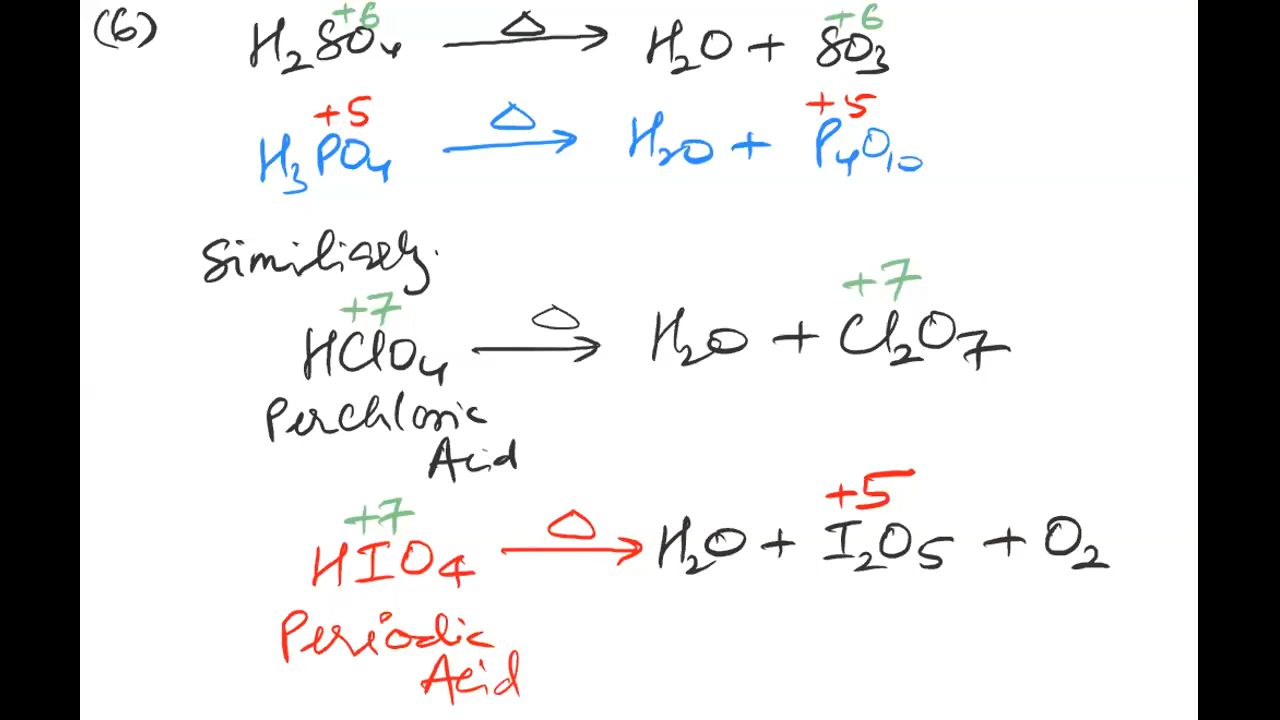 (6) H₂SO₄ (+6) —Δ→ H₂O + SO₃ (+6)
H₃PO₄ (+5) —Δ→ H₂O + P₄O₁₀ (+5)
Similiarly.
HClO₄ (+7) —Δ→ H₂O + Cl₂O₇ (+7)
Perchloric
Acid
HIO₄ (+7) —Δ→ H₂O + I₂O₅ (+5) + O₂
Periodic
Acid